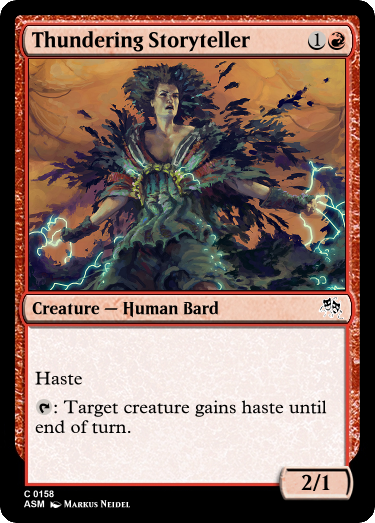 Thundering Storyteller 1
Creature — Human Bard
Haste
: Target creature gains haste until
end of turn.
2/1
C 0158
ASM Markus Neidel